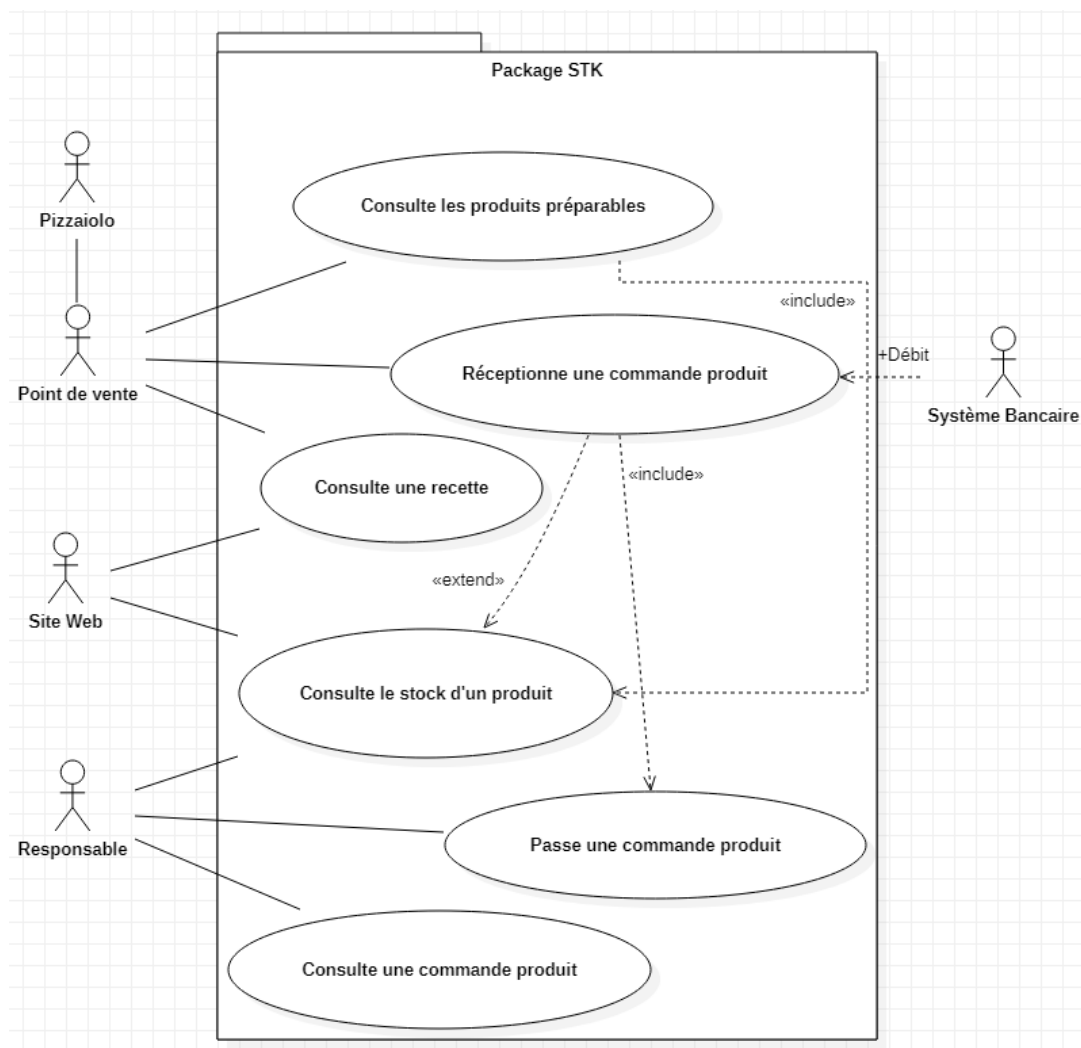 Package STK
Pizzaiolo
Consulte les produits préparables
«include»
Point de vente
Réceptionne une commande produit
+Débit
Système Bancaire
«include»
Consulte une recette
«extend»
Site Web
Consulte le stock d'un produit
Responsable
Passe une commande produit
Consulte une commande produit